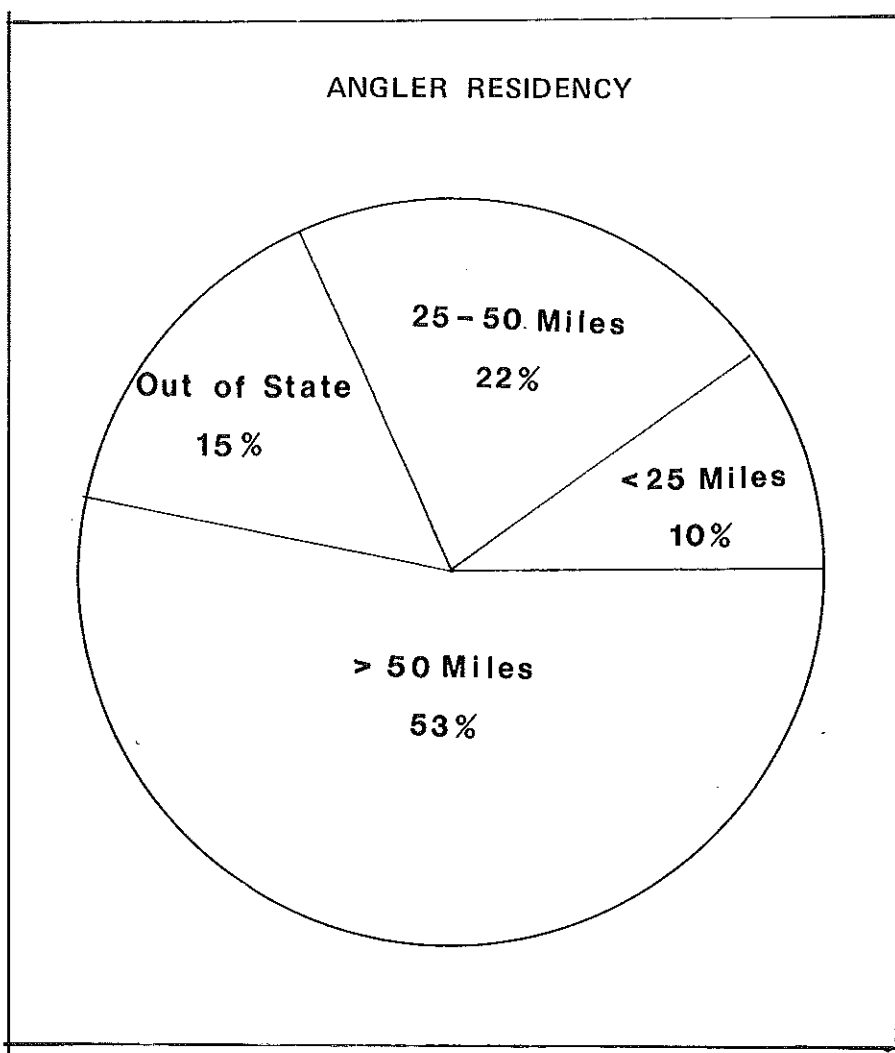 ANGLER RESIDENCY
25-50 Miles
22%
Out of State
15%
<25 Miles
10%
> 50 Miles
53%